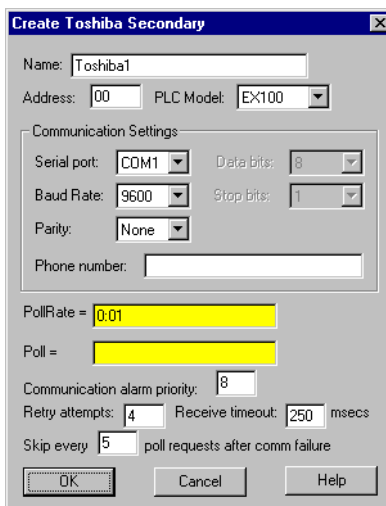 Create Toshiba Secondary
Name: Toshiba1
Address: 00 PLC Model: EX100
Communication Settings
Serial port: COM1 Data bits: 8
Baud Rate: 9600 Stop bits: 1
Parity: None
Phone number:
PollRate = 0:01
Poll =
Communication alarm priority: 8
Retry attempts: 4 Receive timeout: 250 msecs
Skip every 5 poll requests after comm failure
OK Cancel Help